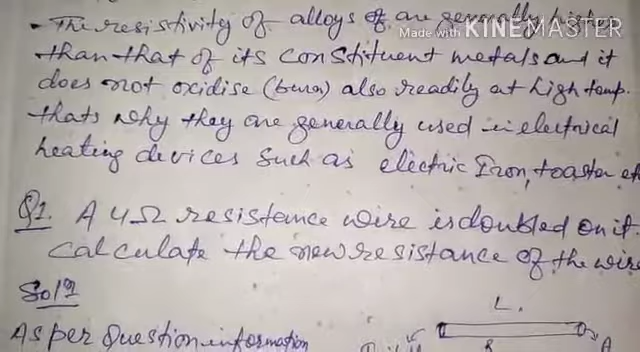 • The resistivity of alloys of are generally higher
Made with KINEMASTER
than that of its constituent metals and it
does not oxidise (burn) also readily at high temp.
thats why they are generally used in electrical
heating devices such as electric Iron, toaster et
Q1. A 4Ω resistance wire is doubled on it.
calculate the new resistance of the wire
Solⁿ
L.
As per Question information
R
A